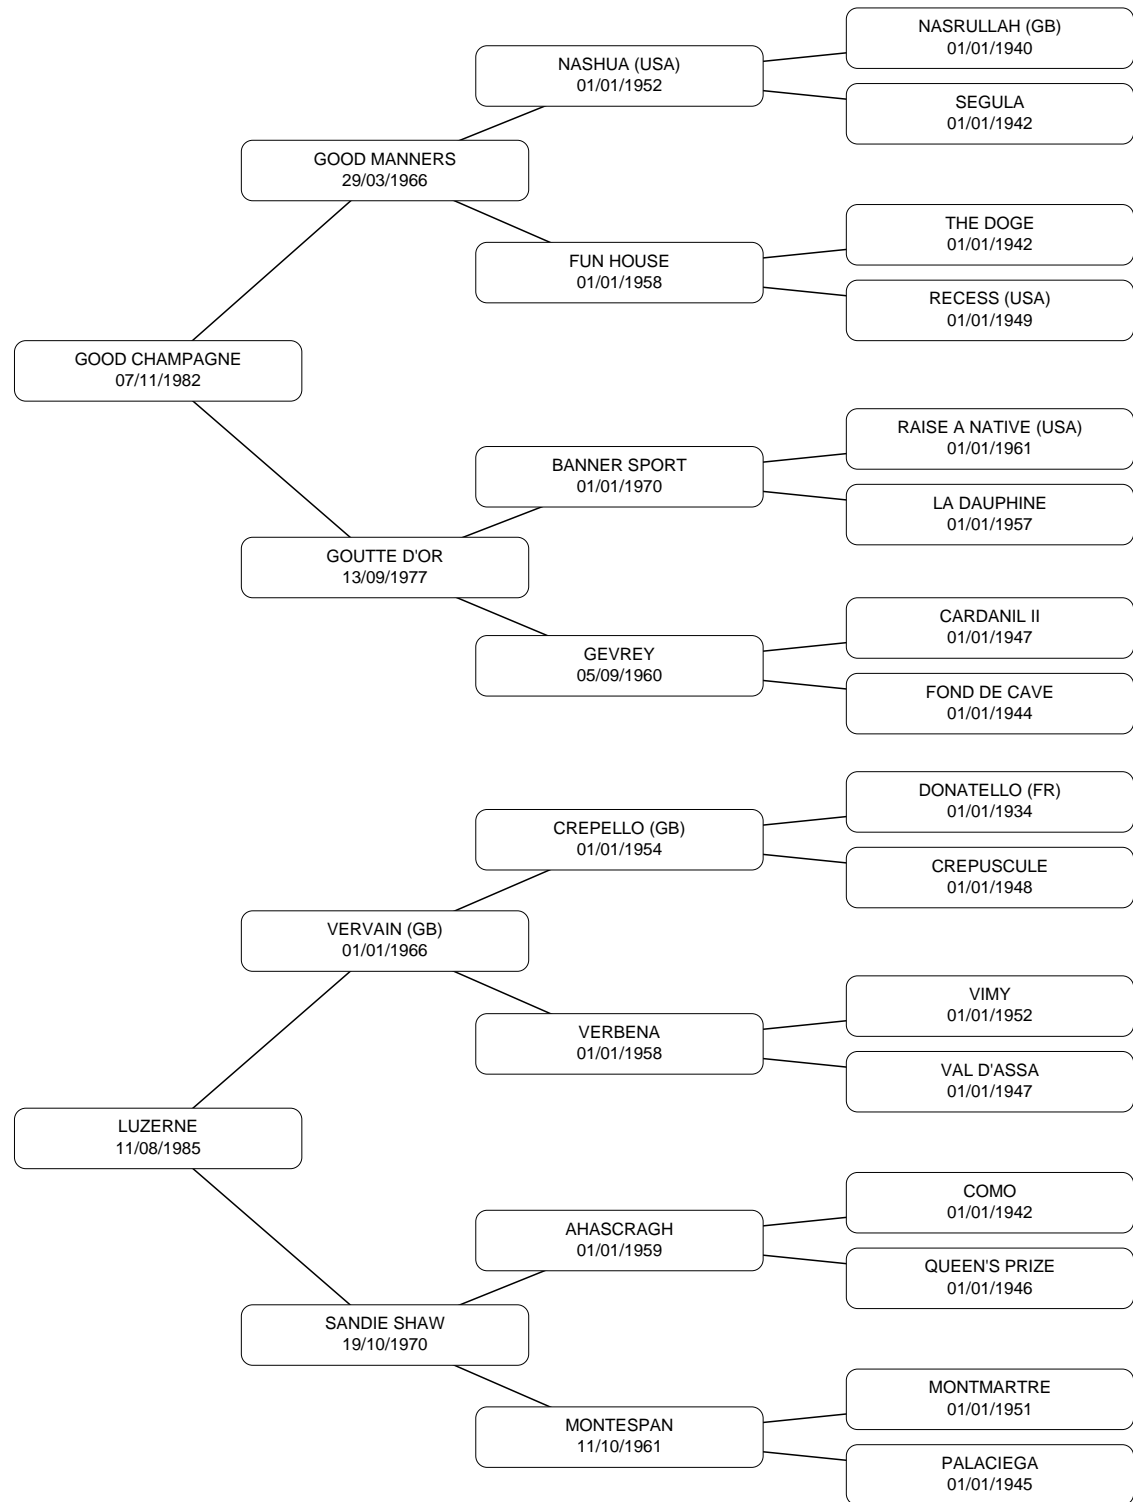 NASRULLAH (GB)
01/01/1940
NASHUA (USA)
01/01/1952
SEGULA
01/01/1942
GOOD MANNERS
29/03/1966
THE DOGE
01/01/1942
FUN HOUSE
01/01/1958
RECESS (USA)
01/01/1949
GOOD CHAMPAGNE
07/11/1982
RAISE A NATIVE (USA)
01/01/1961
BANNER SPORT
01/01/1970
LA DAUPHINE
01/01/1957
GOUTTE D'OR
13/09/1977
CARDANIL II
01/01/1947
GEVREY
05/09/1960
FOND DE CAVE
01/01/1944
DONATELLO (FR)
01/01/1934
CREPELLO (GB)
01/01/1954
CREPUSCULE
01/01/1948
VERVAIN (GB)
01/01/1966
VIMY
01/01/1952
VERBENA
01/01/1958
VAL D'ASSA
01/01/1947
LUZERNE
11/08/1985
COMO
01/01/1942
AHASCRAGH
01/01/1959
QUEEN'S PRIZE
01/01/1946
SANDIE SHAW
19/10/1970
MONTMARTRE
01/01/1951
MONTESPAN
11/10/1961
PALACIEGA
01/01/1945